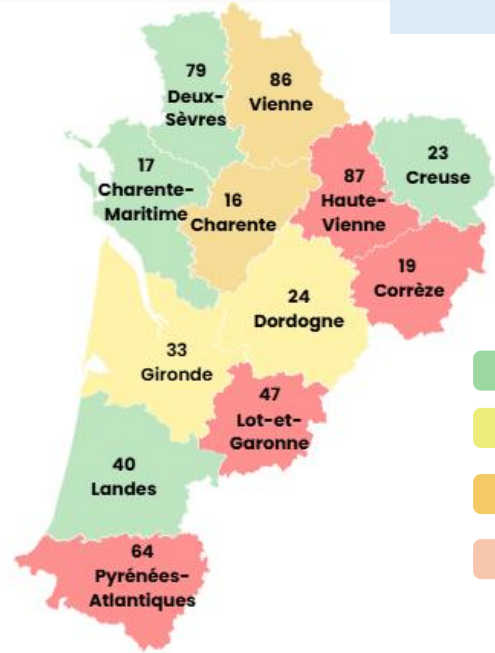 79
Deux-
Sèvres
86
Vienne
17
Charente-
Maritime
16
Charente
87
Haute-
Vienne
23
Creuse
19
Corrèze
24
Dordogne
33
Gironde
47
Lot-et-
Garonne
40
Landes
64
Pyrénées-
Atlantiques